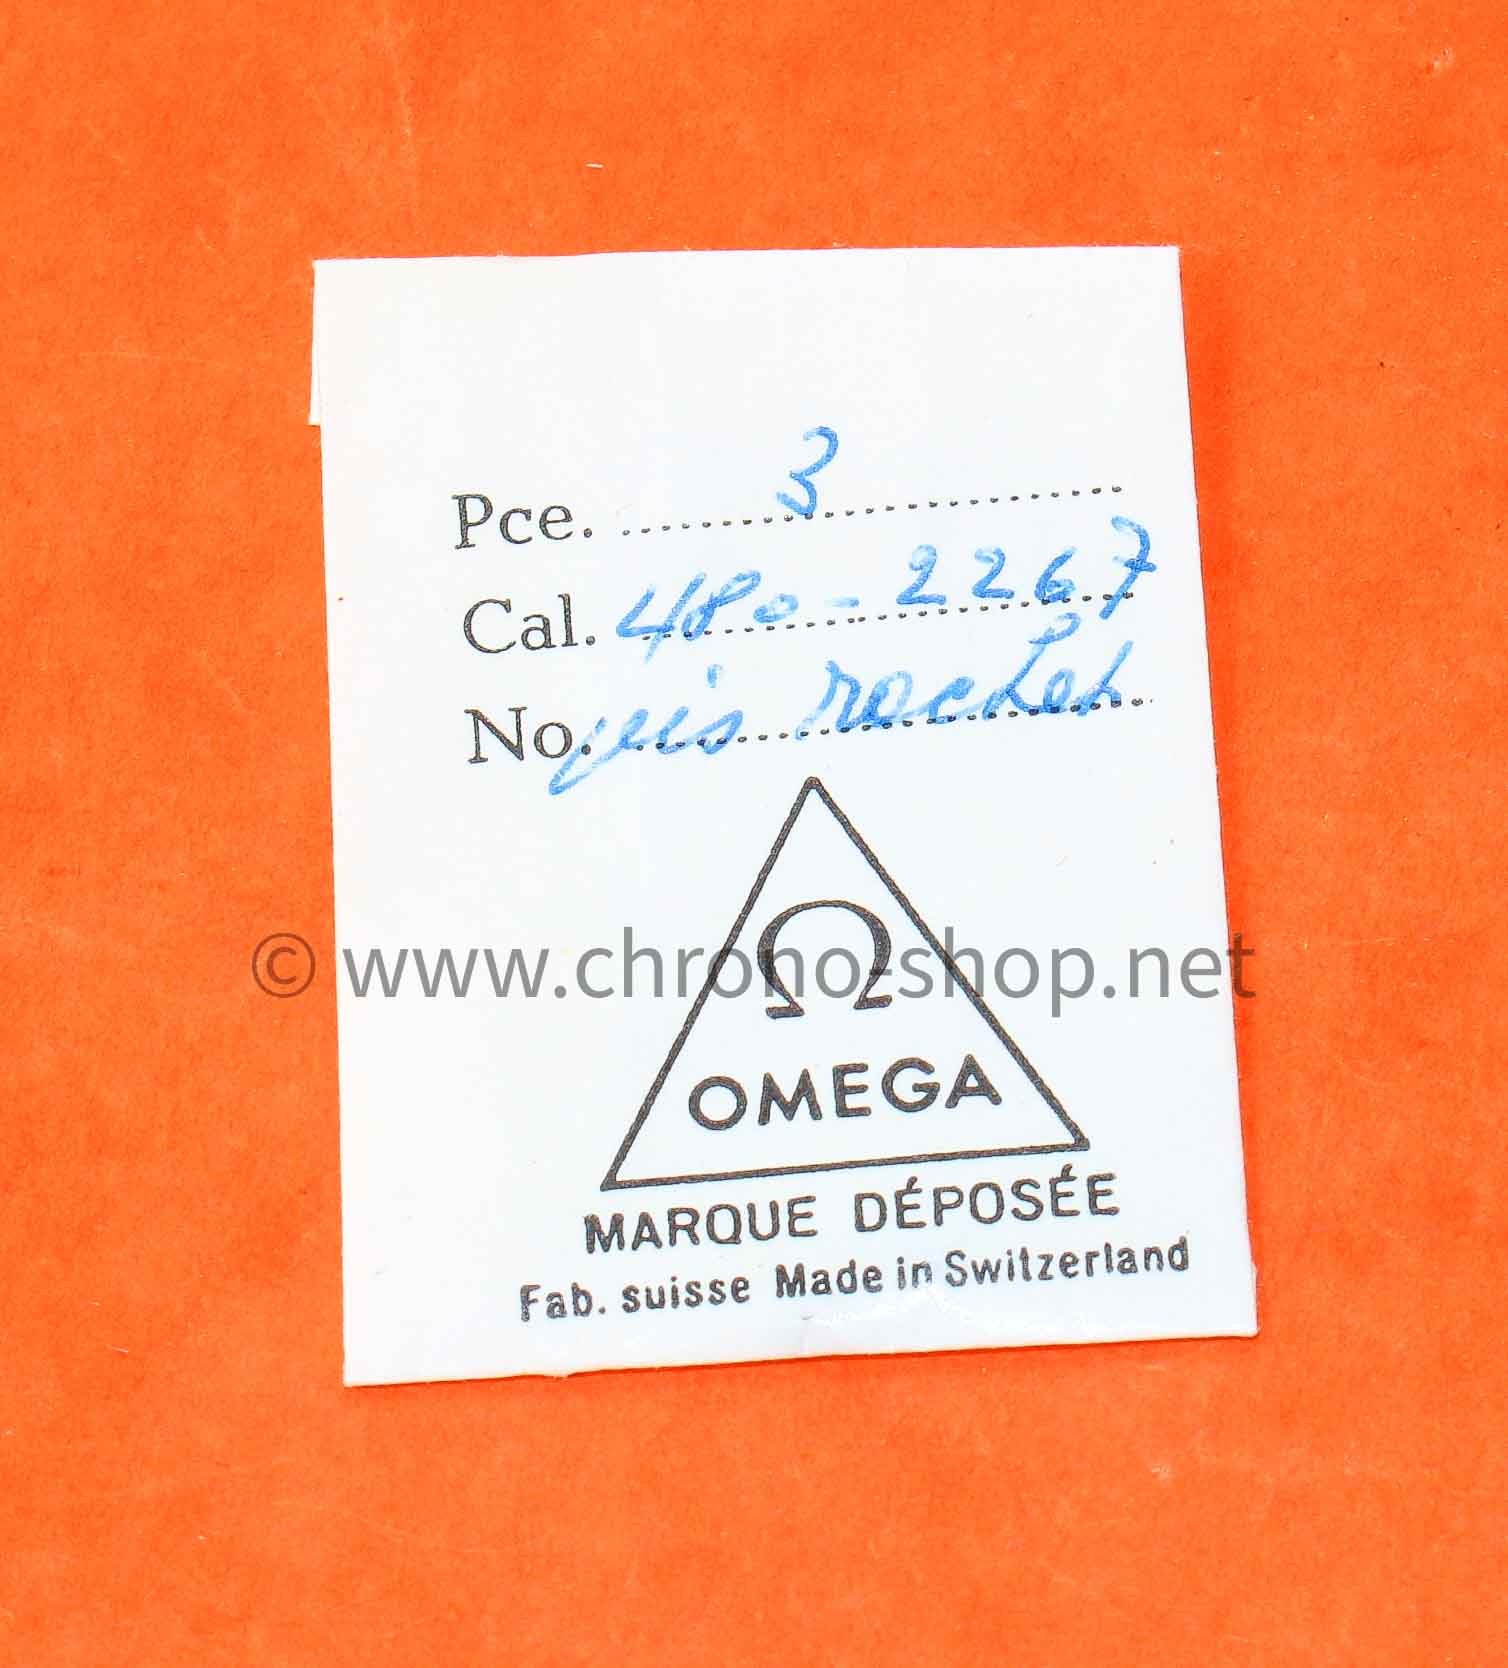 Pce. 3
Cal. 480-2267
No. vis rochet
Ω
© www.chrono-shop.net
OMEGA
MARQUE DÉPOSÉE
Fab. suisse Made in Switzerland